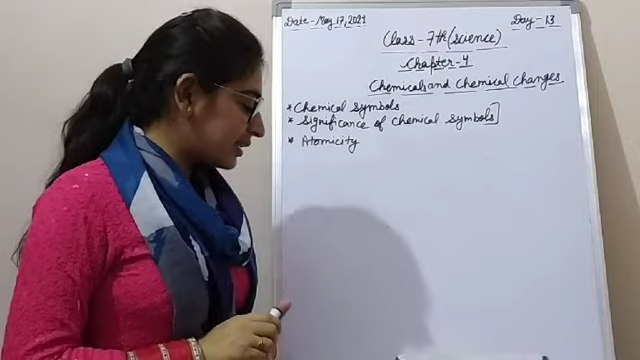 Date - May 17, 2021 Day - 13
Class - 7th (science)
Chapter - 4
Chemicals and Chemical Changes
* Chemical Symbols
* Significance of Chemical Symbols]
* Atomicity